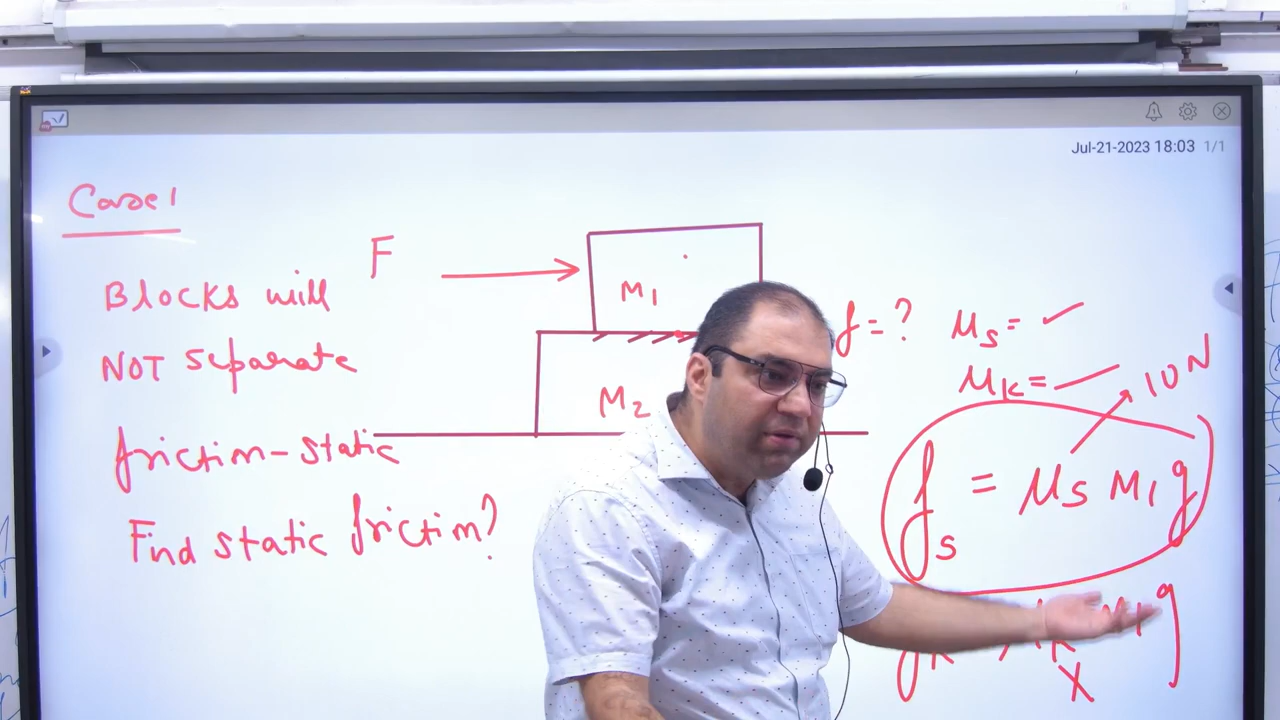 Jul-21-2023 18:03 1/1
Case 1
F
Blocks will
NOT separate
friction-static
Find static friction?
M1
M2
f = ? μs = ✓
μk =
10 N
fs = μs M1 g
X